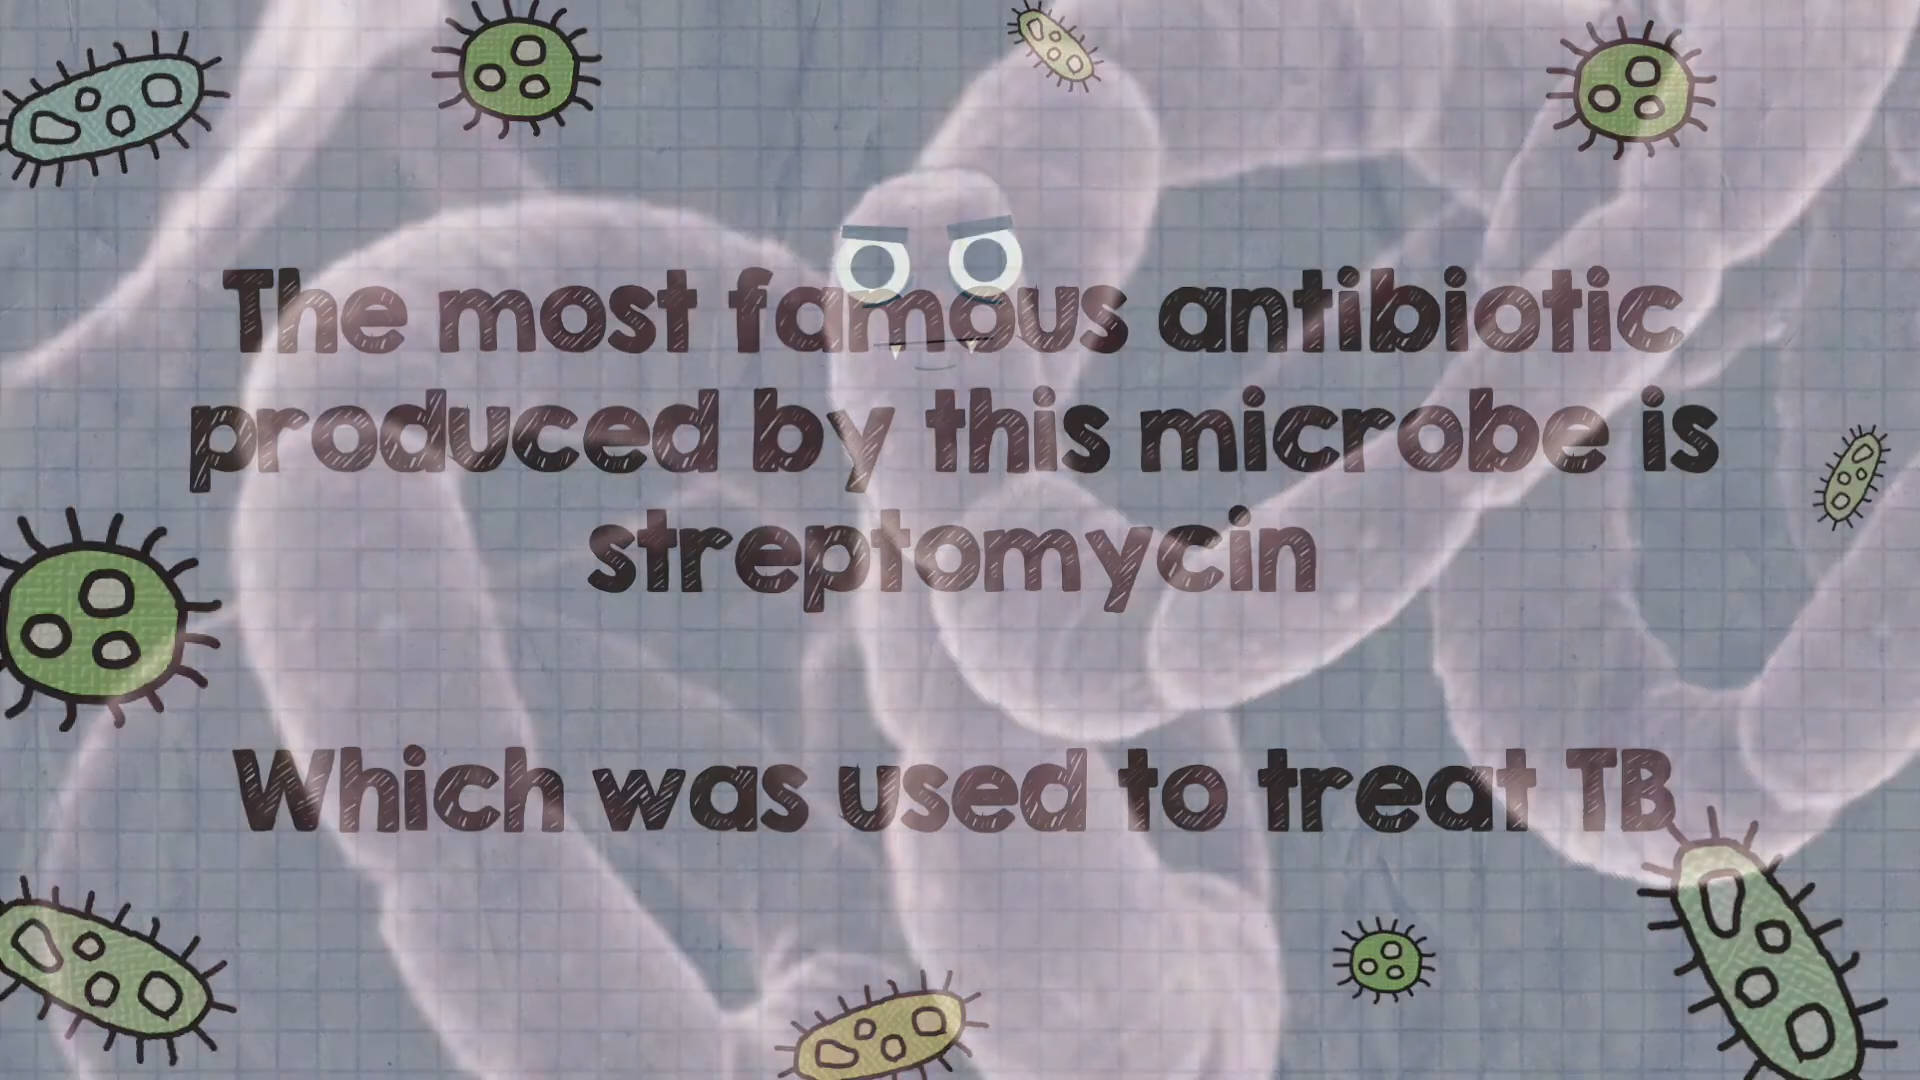 The most famous antibiotic
produced by this microbe is
streptomycin
Which was used to treat TB